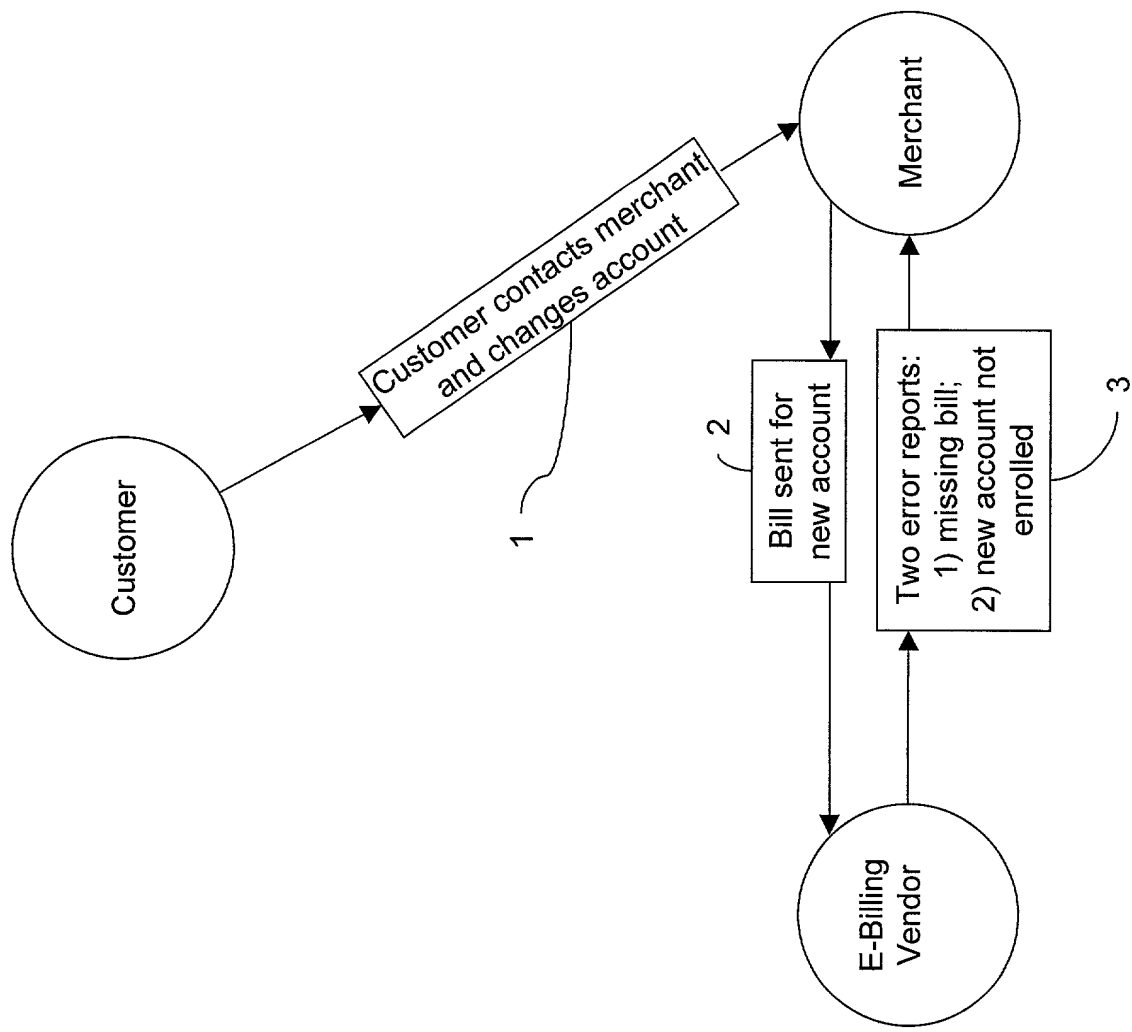 Customer
Customer contacts merchant
and changes account
1
Merchant
2
Bill sent for
new account
Two error reports:
1) missing bill;
2) new account not
enrolled
3
E-Billing
Vendor